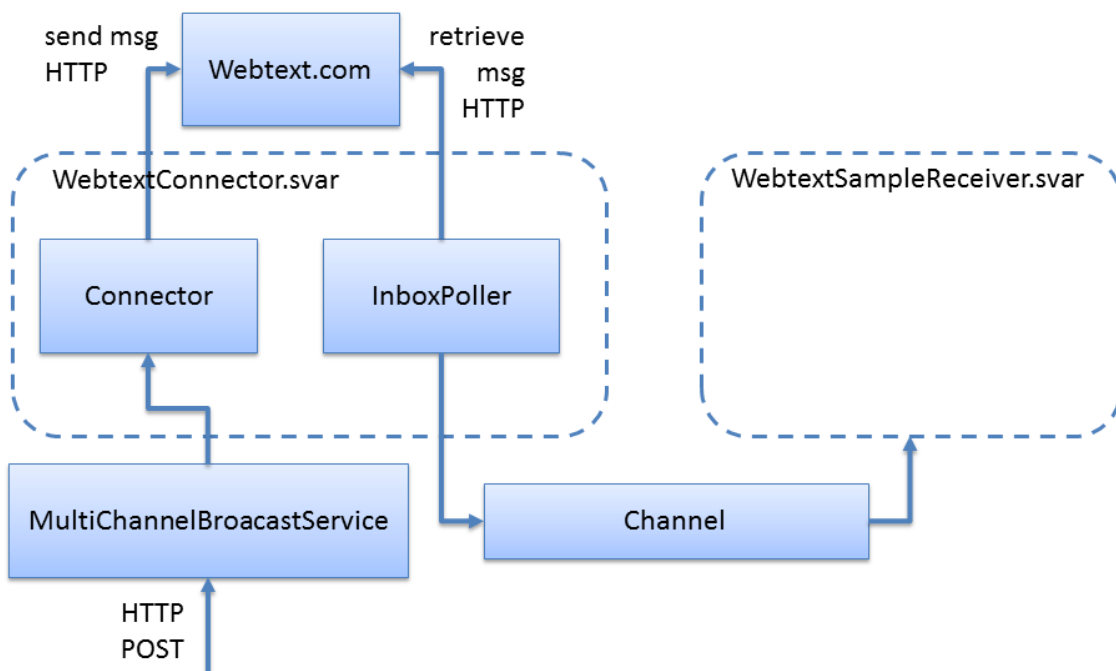 send msg
HTTP
Webtext.com
retrieve
msg
HTTP
WebtextConnector.svar
WebtextSampleReceiver.svar
Connector
InboxPoller
MultiChannelBroacastService
Channel
HTTP
POST